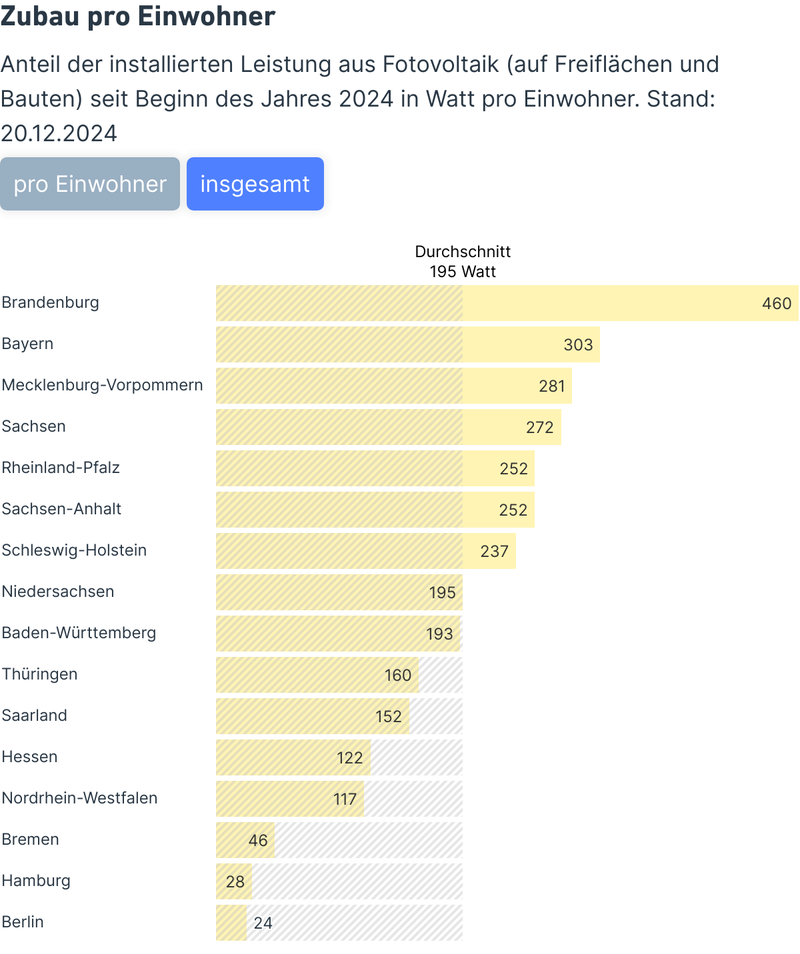 Zubau pro Einwohner
Anteil der installierten Leistung aus Fotovoltaik (auf Freiflächen und
Bauten) seit Beginn des Jahres 2024 in Watt pro Einwohner. Stand:
20.12.2024
pro Einwohner insgesamt
Durchschnitt
195 Watt
Brandenburg 460
Bayern 303
Mecklenburg-Vorpommern 281
Sachsen 272
Rheinland-Pfalz 252
Sachsen-Anhalt 252
Schleswig-Holstein 237
Niedersachsen 195
Baden-Württemberg 193
Thüringen 160
Saarland 152
Hessen 122
Nordrhein-Westfalen 117
Bremen 46
Hamburg 28
Berlin 24